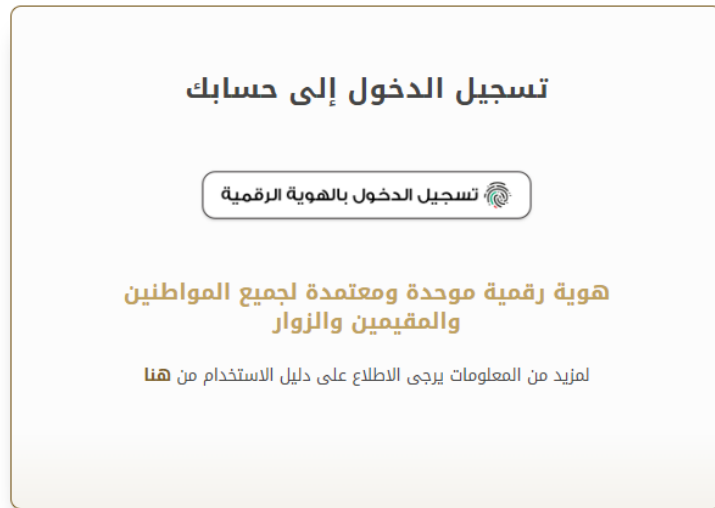 تسجيل الدخول إلى حسابك
تسجيل الدخول بالهوية الرقمية
هوية رقمية موحدة ومعتمدة لجميع المواطنين
والمقيمين والزوار
لمزيد من المعلومات يرجى الاطلاع على دليل الاستخدام من هنا